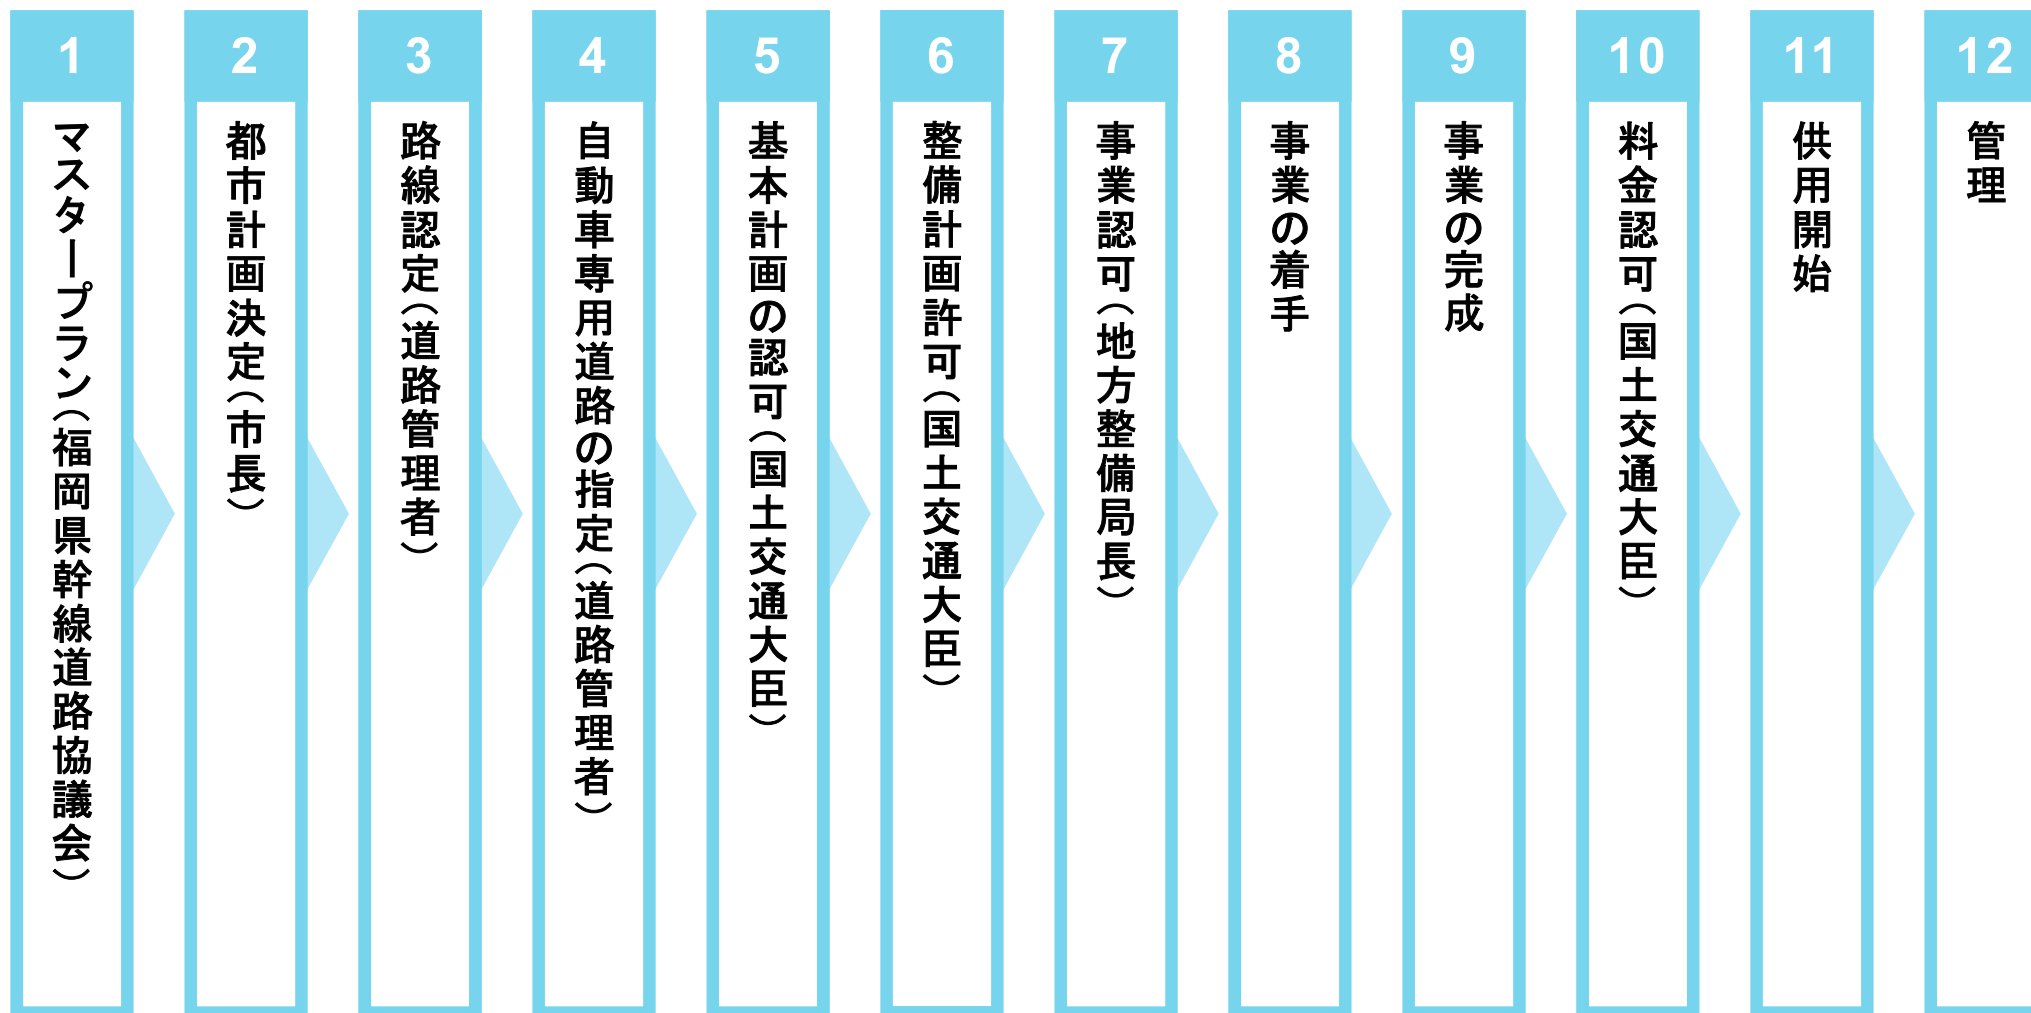 1
マスタープラン（福岡県幹線道路協議会）
2
都市計画決定（市長）
3
路線認定（道路管理者）
4
自動車専用道路の指定（道路管理者）
5
基本計画の認可（国土交通大臣）
6
整備計画許可（国土交通大臣）
7
事業認可（地方整備局長）
8
事業の着手
9
事業の完成
10
料金認可（国土交通大臣）
11
供用開始
12
管理